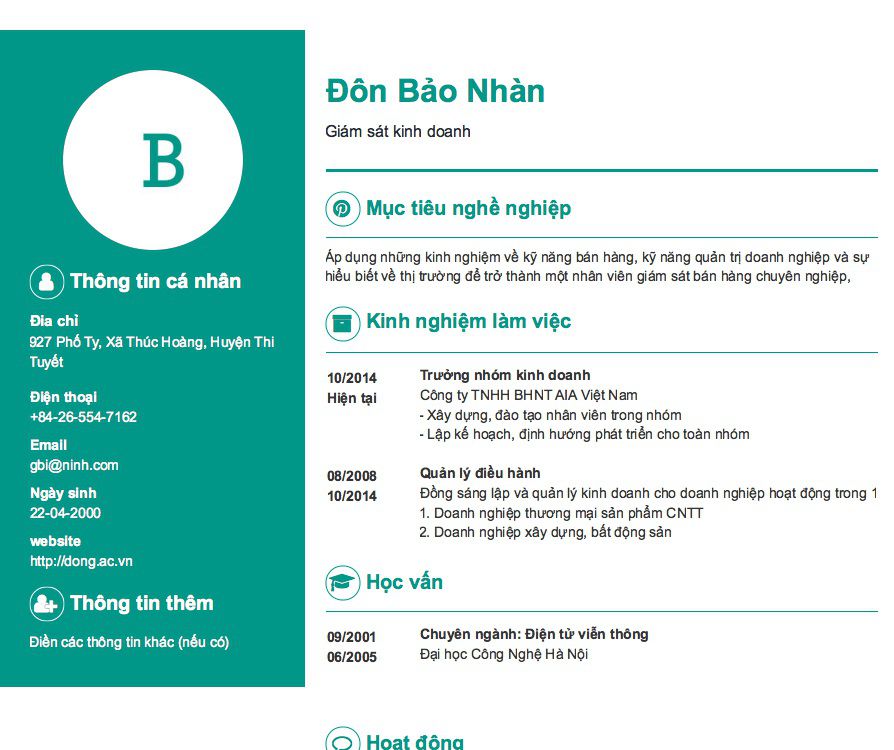 B
Thông tin cá nhân
Địa chỉ
927 Phố Ty, Xã Thúc Hoàng, Huyện Thi
Tuyết
Điện thoại
+84-26-554-7162
Email
gbi@ninh.com
Ngày sinh
22-04-2000
website
http://dong.ac.vn
Thông tin thêm
Điền các thông tin khác (nếu có)
Đôn Bảo Nhàn
Giám sát kinh doanh
Mục tiêu nghề nghiệp
Áp dụng những kinh nghiệm về kỹ năng bán hàng, kỹ năng quản trị doanh nghiệp và sự
hiểu biết về thị trường để trở thành một nhân viên giám sát bán hàng chuyên nghiệp,
Kinh nghiệm làm việc
10/2014
Hiện tại
Trưởng nhóm kinh doanh
Công ty TNHH BHNT AIA Việt Nam
- Xây dựng, đào tạo nhân viên trong nhóm
- Lập kế hoạch, định hướng phát triển cho toàn nhóm
08/2008
10/2014
Quản lý điều hành
Đồng sáng lập và quản lý kinh doanh cho doanh nghiệp hoạt động trong 1
1. Doanh nghiệp thương mại sản phẩm CNTT
2. Doanh nghiệp xây dựng, bất động sản
Học vấn
09/2001
06/2005
Chuyên ngành: Điện tử viễn thông
Đại học Công Nghệ Hà Nội
Hoạt động